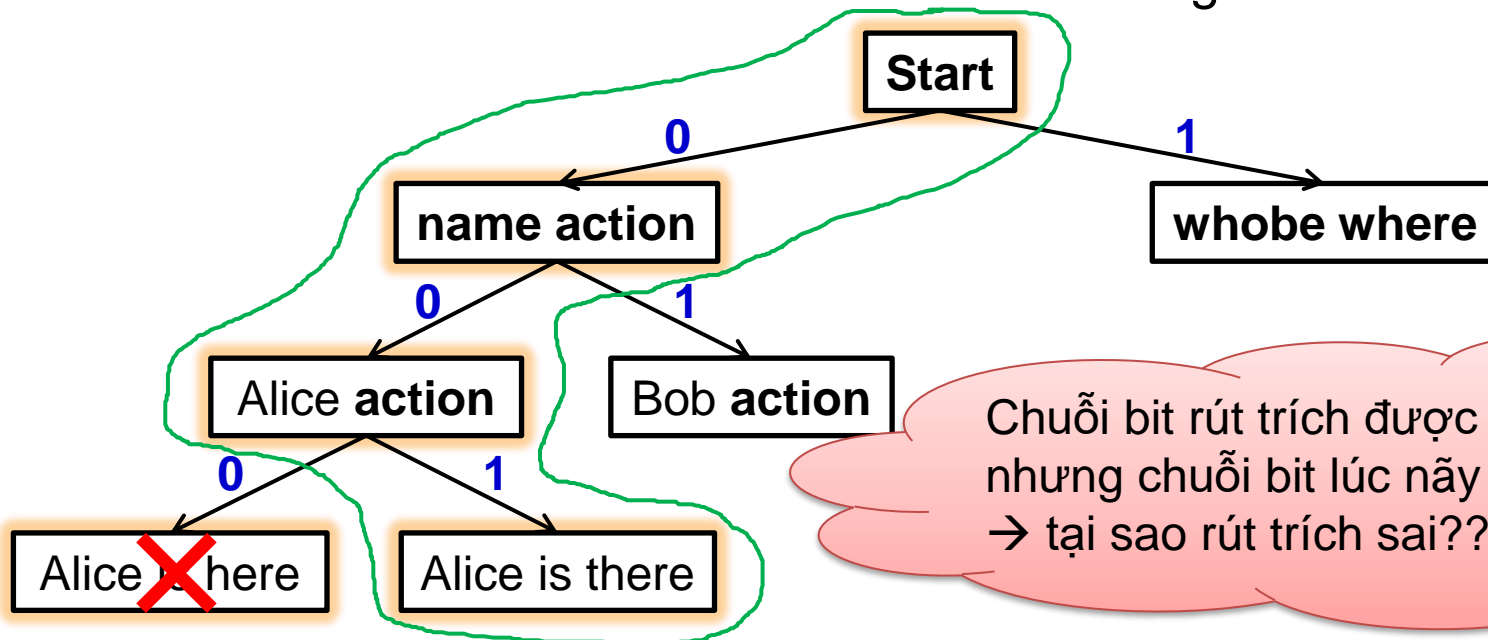 Start
0
1
name action
whobe where
0
1
Alice action
Bob action
Chuỗi bit rút trích được
nhưng chuỗi bit lúc nãy
→ tại sao rút trích sai??
0
1
Alice here
Alice is there